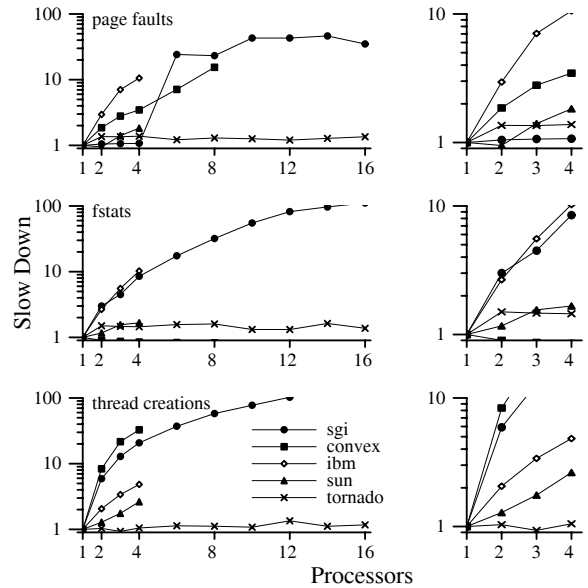 page faults
100
10
1
1 2 4 8 12 16
10
1
1 2 3 4
fstats
100
10
1
1 2 4 8 12 16
10
1
1 2 3 4
thread creations
100
10
1
1 2 4 8 12 16
sgi
convex
ibm
sun
tornado
10
1
1 2 3 4
Slow Down
Processors